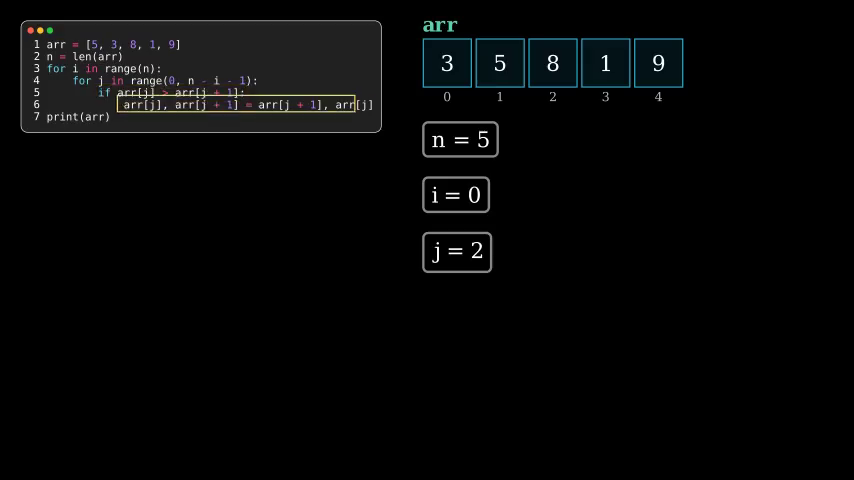 1 arr = [5, 3, 8, 1, 9]
2 n = len(arr)
3 for i in range(n):
4     for j in range(0, n - i - 1):
5         if arr[j] > arr[j + 1]:
6             arr[j], arr[j + 1] = arr[j + 1], arr[j]
7 print(arr)
arr
3 5 8 1 9
0 1 2 3 4
n = 5
i = 0
j = 2